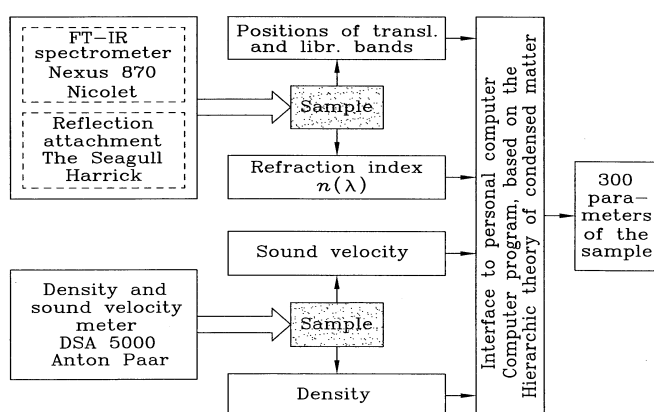 FT-IR
spectrometer
Nexus 870
Nicolet
Reflection
attachment
The Seagull
Harrick
Positions of transl.
and libr. bands
Sample
Refraction index
n(λ)
Sound velocity
Density and
sound velocity
meter
DSA 5000
Anton Paar
Sample
Density
Interface to personal computer
Computer program, based on the
Hierarchic theory of condensed matter
300
para-
meters
of the
sample